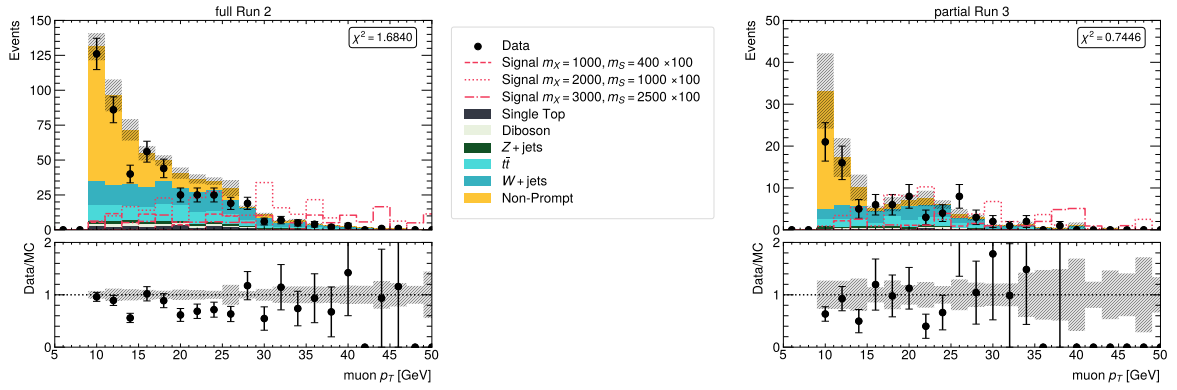 full Run 2
Events
150
125
100
75
50
25
0
χ² = 1.6840
Data/MC
2
1
0
5 10 15 20 25 30 35 40 45 50
muon p_T [GeV]
Data
Signal m_X = 1000, m_S = 400 ×100
Signal m_X = 2000, m_S = 1000 ×100
Signal m_X = 3000, m_S = 2500 ×100
Single Top
Diboson
Z + jets
tt̄
W + jets
Non-Prompt
partial Run 3
Events
50
40
30
20
10
0
χ² = 0.7446
Data/MC
2
1
0
5 10 15 20 25 30 35 40 45 50
muon p_T [GeV]